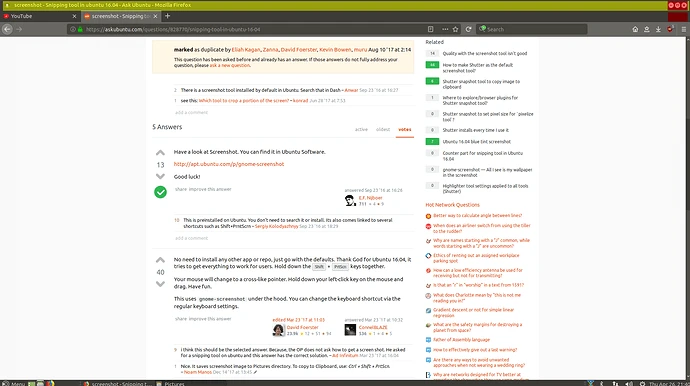 screenshot - Snipping tool in ubuntu 16.04 - Ask Ubuntu - Mozilla Firefox
YouTube
screenshot - Snipping t
https://askubuntu.com/questions/828770/snipping-tool-in-ubuntu-16-04
Search
marked as duplicate by Eliah Kagan, Zanna, David Foerster, Kevin Bowen, muru Aug 10 '17 at 2:14
This question has been asked before and already has an answer. If those answers do not fully address your
question, please ask a new question.
2 There is a screenshot tool installed by default in Ubuntu. Search that in Dash - Anwar Sep 23 '16 at 16:27
1 see this: Which tool to crop a portion of the screen? - konrad Jun 28 '17 at 7:53
add a comment
5 Answers
active oldest votes
Have a look at Screenshot. You can find it in Ubuntu Software.
13
http://apt.ubuntu.com/p/gnome-screenshot
Good luck!
share improve this answer
answered Sep 23 '16 at 16:26
E.F. Nijboer
711
10 This is preinstalled on Ubuntu. You don't need to search it or install. Its also comes linked to several
shortcuts such as Shift+PrntScrn - Sergiy Kolodyazhnyy Sep 23 '16 at 18:29
add a comment
No need to install any other app or repo, just go with the defaults. Thank God for Ubuntu 16.04, it
tries to get everything to work for users. Hold down the Shift + PrtScn keys together.
40
Your mouse will change to a cross-like pointer. Hold down your left-click key on the mouse and
drag. Have fun.
This uses gnome-screenshot under the hood. You can change the keyboard shortcut via the
regular keyboard settings.
share improve this answer
edited Mar 23 '17 at 11:03
David Foerster
answered Mar 23 '17 at 10:32
ConnelBLAZE
9 I think this should be the selected answer. Because, the OP does not ask how to get a screen shot. He asked
for a snipping tool on ubuntu and this answer has the correct solution. - Ad Infinitum
1 Nice. It saves screenshot image to Pictures directory. To copy to Clipboard, use: Ctrl + Shift + PrtScn.
- Noam Manos Dec 14 '17 at 13:45
Related
14 Quality with the screenshot tool isn't good
How to make Shutter as the default
screenshot tool?
Shutter screenshot tool to copy image to
clipboard
1 Where to explore/browse plugins for
Shutter Snapshot tool?
Shutter snapshot to set pixel size for `pixelize
tool`?
Shutter installs every time I use it
Ubuntu 16.04 blue tint screenshot
Counter part for snipping tool in Ubuntu
16.04
gnome-screenshot — All I see is my wallpaper
in the screenshot
Highlighter tool settings applied to all tools
(Shutter)
Hot Network Questions
Better way to calculate angle between lines?
When does an airliner switch from using the tiller
to the rudder?
Ethics of renting out an assigned workplace
parking spot
How can a low efficiency antenna be used for
receiving but not for transmitting?
Is that an "r" in "worship" in a text from 1591?
What does Charlotte mean by "this is not me
reading you in"?
Gradient descent or not for simple linear
regression
What are the safety margins for destroying a
planet from space?
Father of Assembly language
How to effectively give out a last warning?
Are there any ways to avoid unwanted
approaches when not wearing a wedding ring?
Why are networks designed for TV better at
Menu
screenshot - Snipping t
Pictures